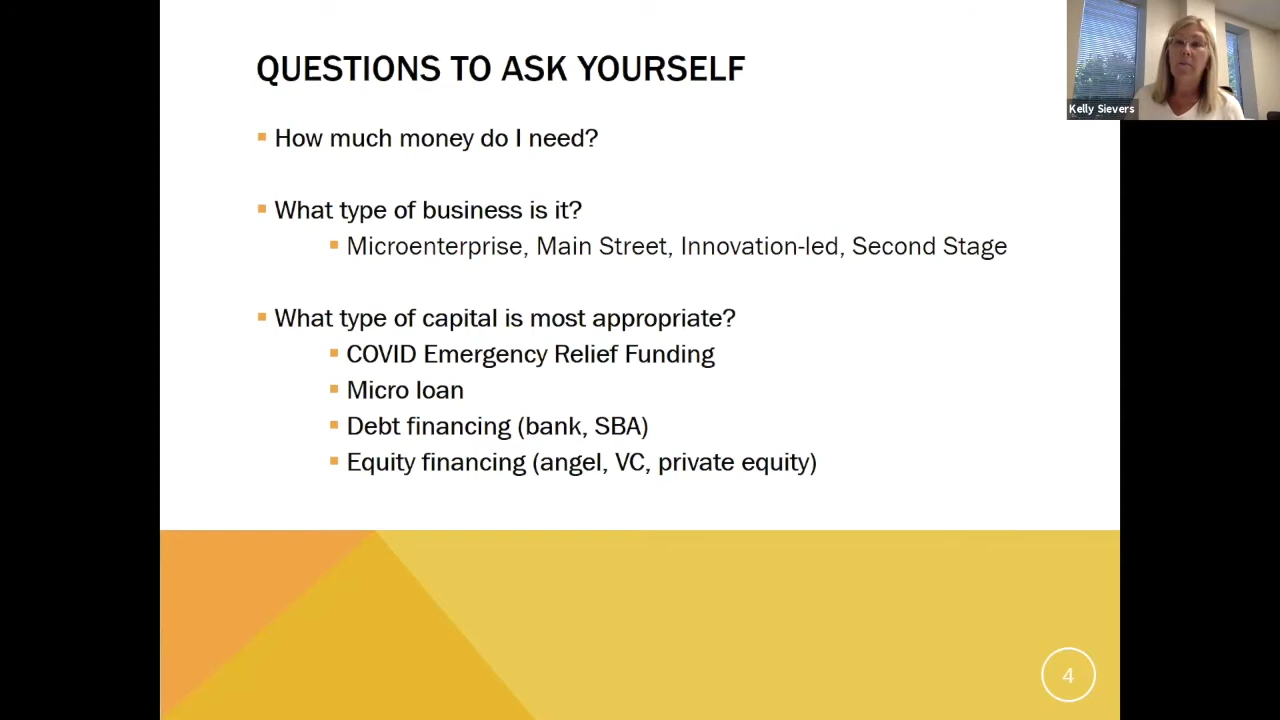 QUESTIONS TO ASK YOURSELF
Kelly Sievers
How much money do I need?
What type of business is it?
Microenterprise, Main Street, Innovation-led, Second Stage
What type of capital is most appropriate?
COVID Emergency Relief Funding
Micro loan
Debt financing (bank, SBA)
Equity financing (angel, VC, private equity)
4